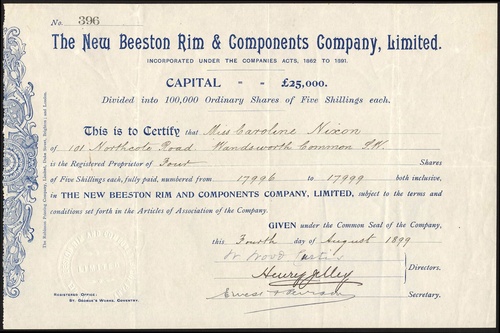 No. 396
The New Beeston Rim & Components Company, Limited.
INCORPORATED UNDER THE COMPANIES ACTS, 1862 TO 1891.
CAPITAL " " £25,000.
Divided into 100,000 Ordinary Shares of Five Shillings each.
This is to Certify that Miss Caroline Nixon
of 101 Northcote Road Wandsworth Common S.W.
is the Registered Proprietor of Four Shares
of Five Shillings each, fully paid, numbered from 17996 to 17999 both inclusive,
in THE NEW BEESTON RIM AND COMPONENTS COMPANY, LIMITED, subject to the terms and
conditions set forth in the Articles of Association of the Company.
GIVEN under the Common Seal of the Company,
this Fourth day of August 1899
W Wood
Henry Jelley
Directors.
Ernest
Secretary.
REGISTERED OFFICE:
ST. GEORGE'S WORKS, COVENTRY.
LIMITED